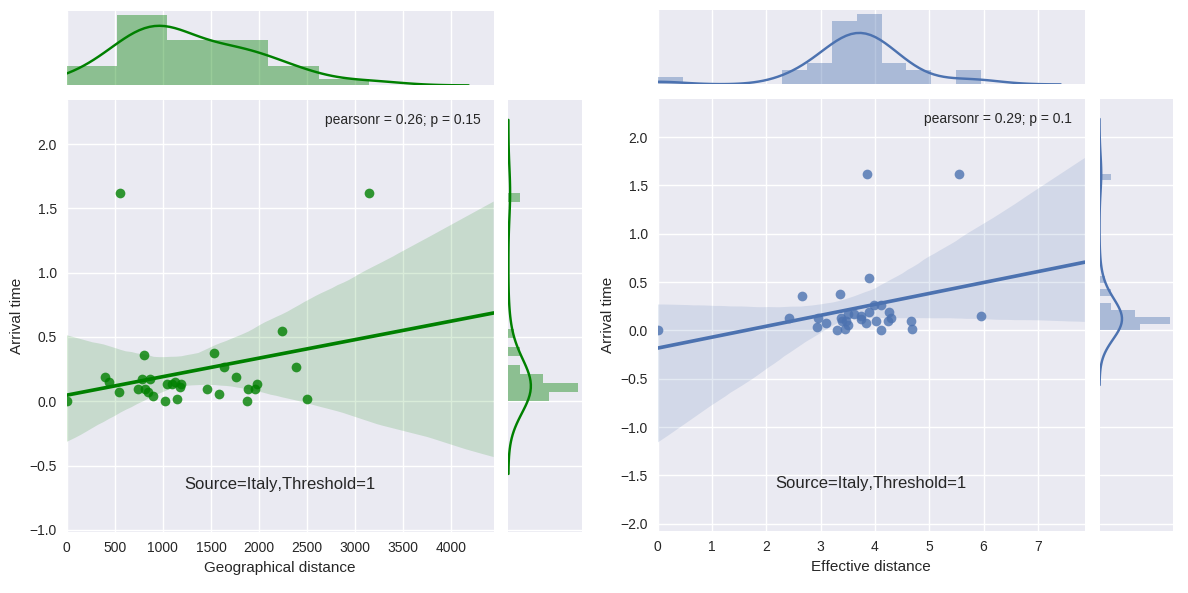 pearsonr = 0.26; p = 0.15
2.0
1.5
1.0
0.5
0.0
−0.5
−1.0
Arrival time
Source=Italy,Threshold=1
0 500 1000 1500 2000 2500 3000 3500 4000
Geographical distance
pearsonr = 0.29; p = 0.1
2.0
1.5
1.0
0.5
0.0
−0.5
−1.0
−1.5
−2.0
Arrival time
Source=Italy,Threshold=1
0 1 2 3 4 5 6 7
Effective distance